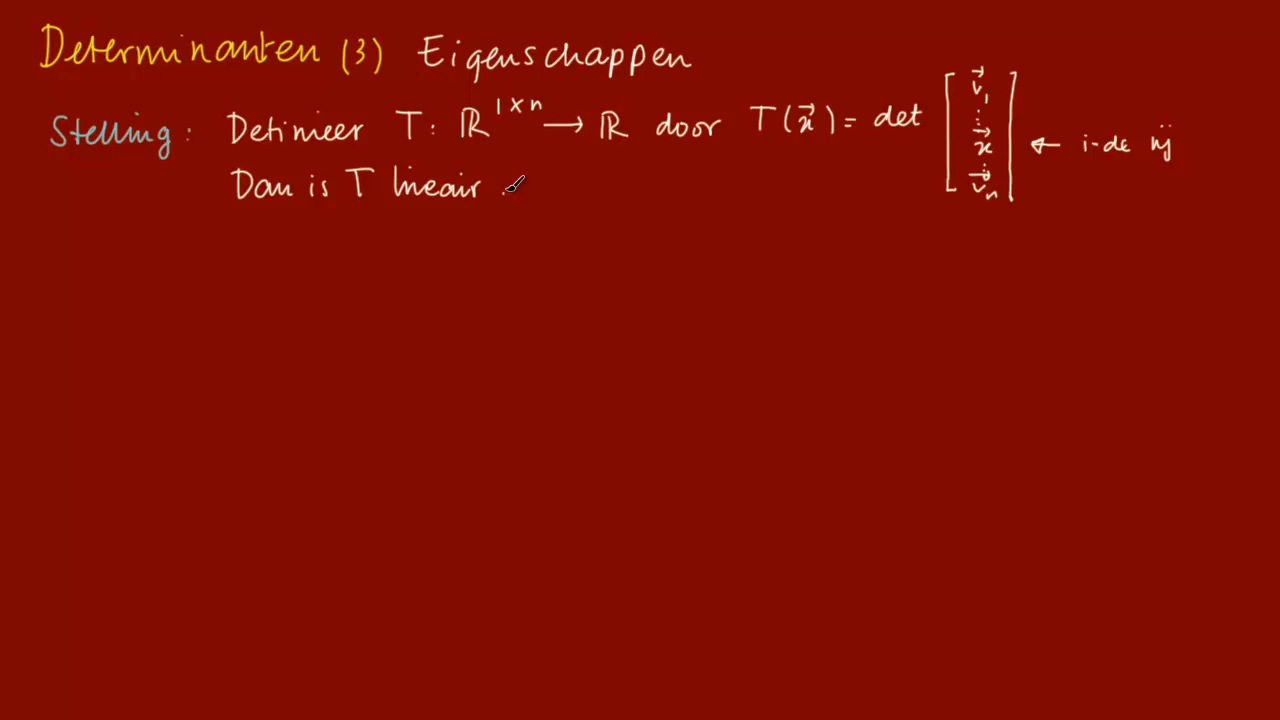 Determinanten (3) Eigenschappen
Stelling: Definieer T: ℝ^{1×n} → ℝ door T(x⃗) = det [v⃗₁ ⋮ x⃗ ⋮ v⃗ₙ] ← i-de rij
Dan is T lineair.